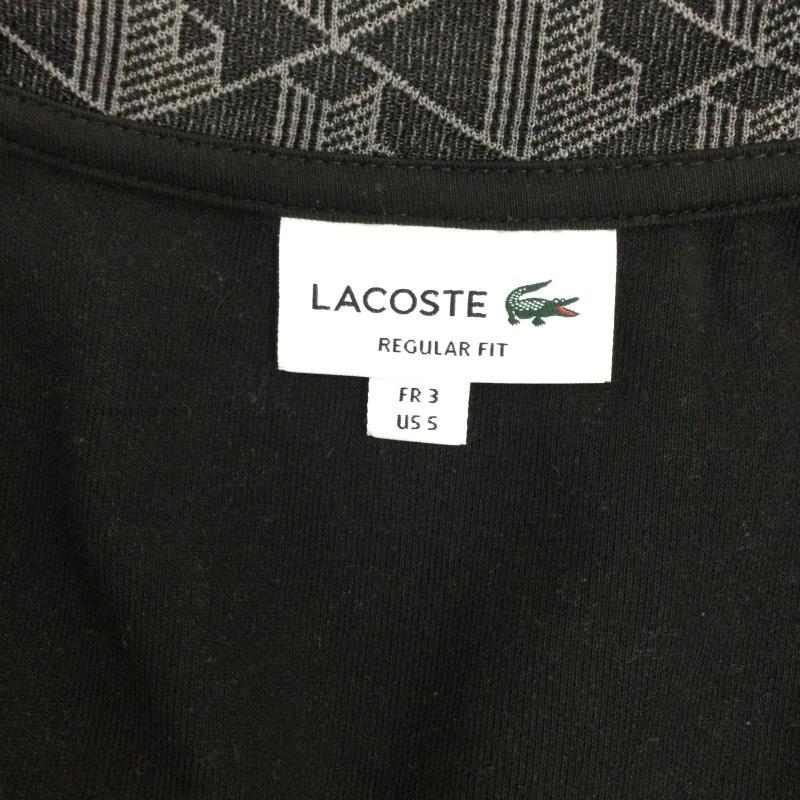 LACOSTE
REGULAR FIT
FR 3
US S